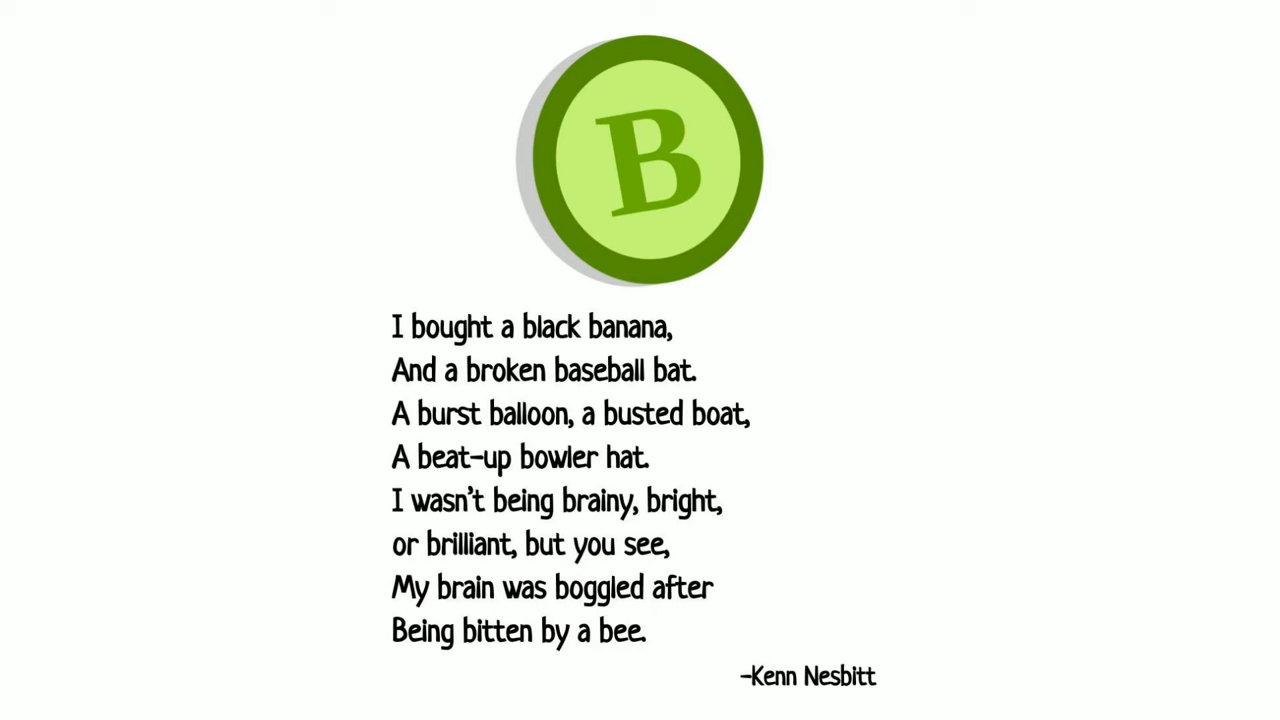 B
I bought a black banana,
And a broken baseball bat.
A burst balloon, a busted boat,
A beat-up bowler hat.
I wasn't being brainy, bright,
or brilliant, but you see,
My brain was boggled after
Being bitten by a bee.
-Kenn Nesbitt